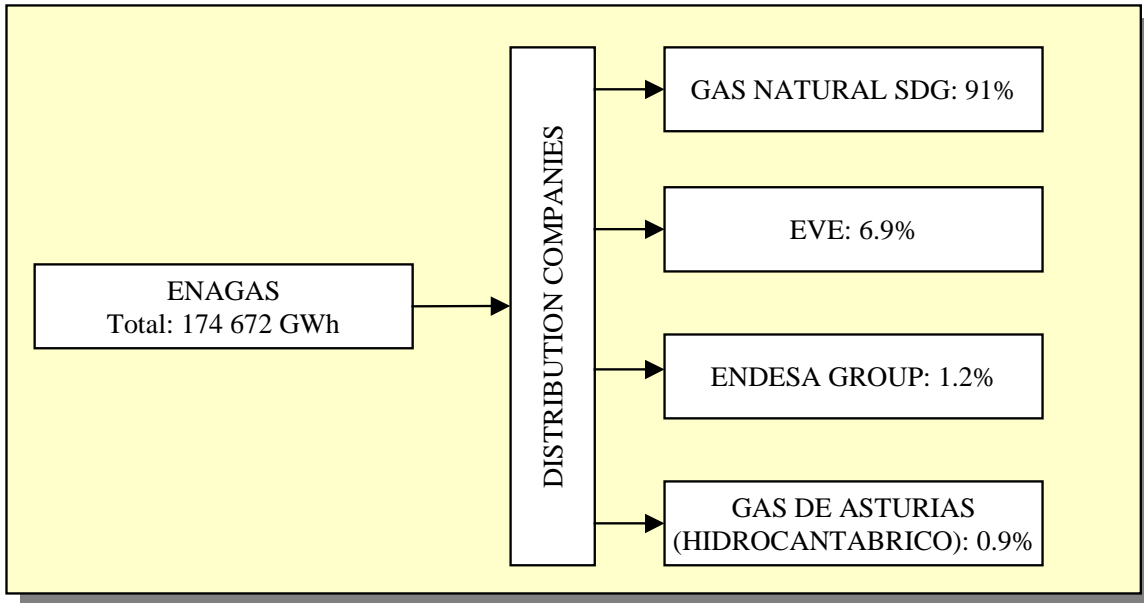 ENAGAS
Total: 174 672 GWh
DISTRIBUTION COMPANIES
GAS NATURAL SDG: 91%
EVE: 6.9%
ENDESA GROUP: 1.2%
GAS DE ASTURIAS
(HIDROCANTABRICO): 0.9%